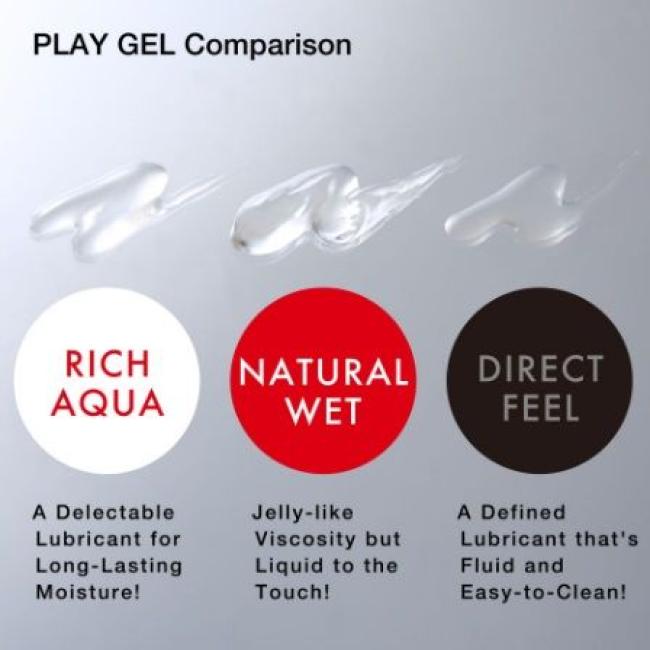 PLAY GEL Comparison
RICH
AQUA
NATURAL
WET
DIRECT
FEEL
A Delectable
Lubricant for
Long-Lasting
Moisture!
Jelly-like
Viscosity but
Liquid to the
Touch!
A Defined
Lubricant that's
Fluid and
Easy-to-Clean!